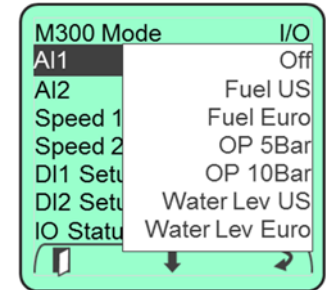 M300 Mode I/O
AI1 Off
AI2 Fuel US
Speed 1 Fuel Euro
Speed 2 OP 5Bar
DI1 Setu OP 10Bar
DI2 Setu Water Lev US
IO Statu Water Lev Euro